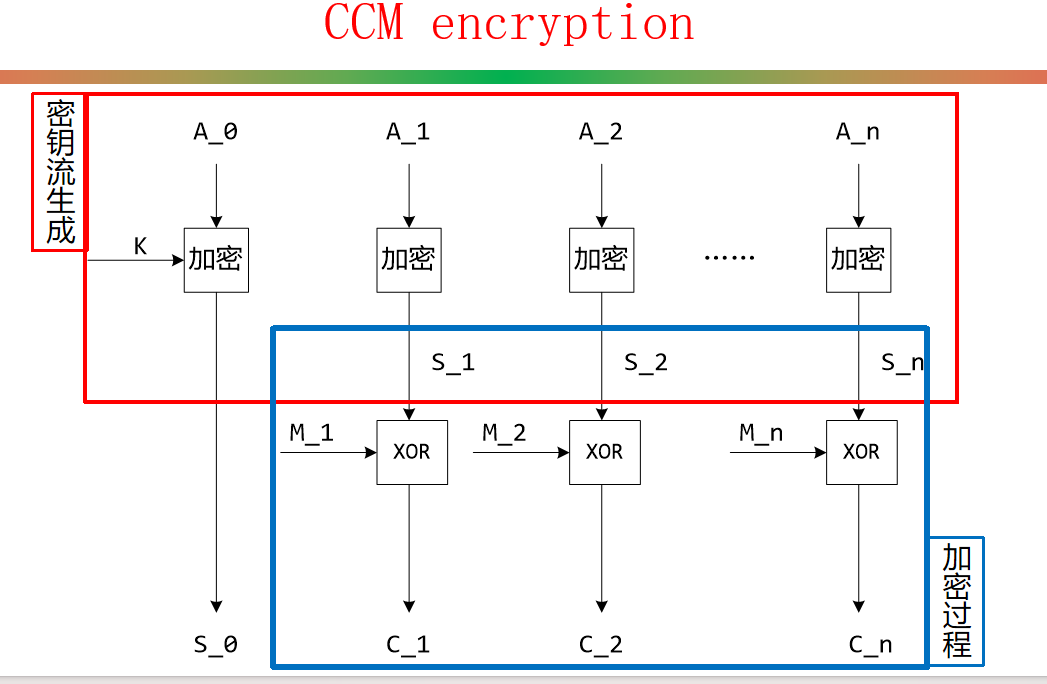 CCM encryption
密钥流生成
A_0
A_1
A_2
A_n
K
加密
加密
加密
······
加密
S_1
S_2
S_n
M_1
XOR
M_2
XOR
M_n
XOR
加密过程
S_0
C_1
C_2
C_n